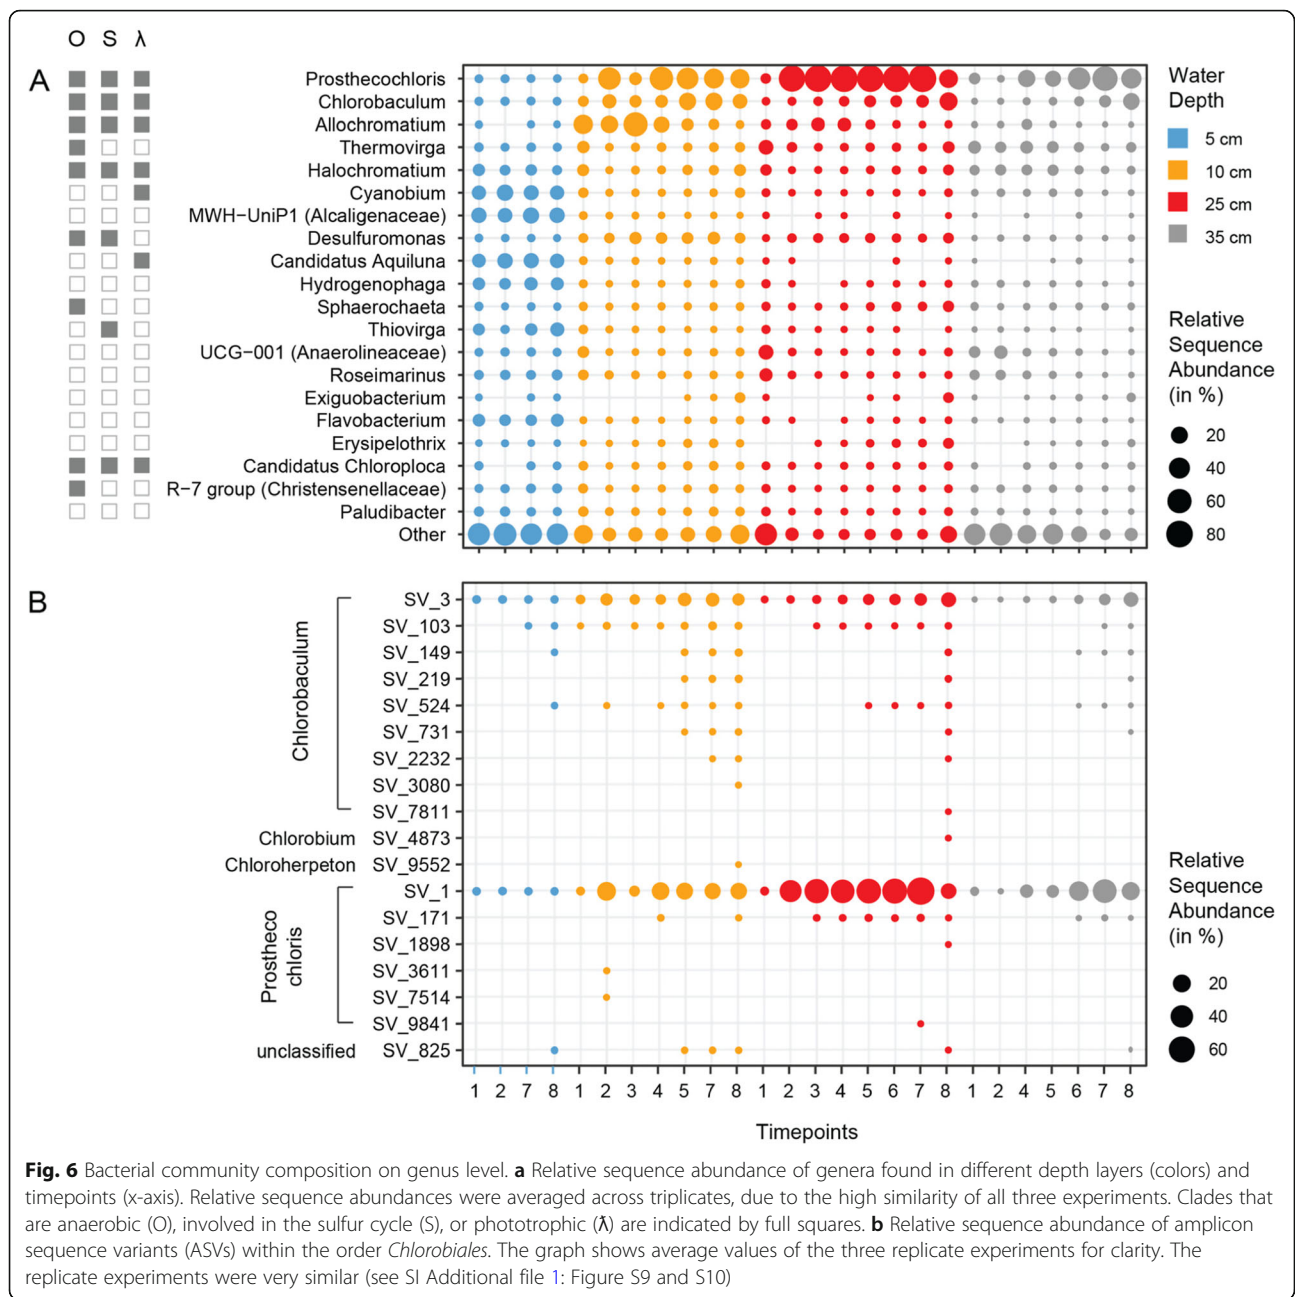 O S λ
A
Prosthecochloris
Chlorobaculum
Allochromatium
Thermovirga
Halochromatium
Cyanobium
MWH−UniP1 (Alcaligenaceae)
Desulfuromonas
Candidatus Aquiluna
Hydrogenophaga
Sphaerochaeta
Thiovirga
UCG−001 (Anaerolineaceae)
Roseimarinus
Exiguobacterium
Flavobacterium
Erysipelothrix
Candidatus Chloroploca
R−7 group (Christensenellaceae)
Paludibacter
Other
Water
Depth
5 cm
10 cm
25 cm
35 cm
Relative
Sequence
Abundance
(in %)
20
40
60
80
B
Chlorobaculum
SV_3
SV_103
SV_149
SV_219
SV_524
SV_731
SV_2232
SV_3080
SV_7811
Chlorobium SV_4873
Chloroherpeton SV_9552
Prostheco
chloris
SV_1
SV_171
SV_1898
SV_3611
SV_7514
SV_9841
unclassified SV_825
Relative
Sequence
Abundance
(in %)
20
40
60
1 2 7 8 1 2 3 4 5 7 8 1 2 3 4 5 6 7 8 1 2 4 5 6 7 8
Timepoints
Fig. 6 Bacterial community composition on genus level. a Relative sequence abundance of genera found in different depth layers (colors) and
timepoints (x-axis). Relative sequence abundances were averaged across triplicates, due to the high similarity of all three experiments. Clades that
are anaerobic (O), involved in the sulfur cycle (S), or phototrophic (ƛ) are indicated by full squares. b Relative sequence abundance of amplicon
sequence variants (ASVs) within the order Chlorobiales. The graph shows average values of the three replicate experiments for clarity. The
replicate experiments were very similar (see SI Additional file 1: Figure S9 and S10)